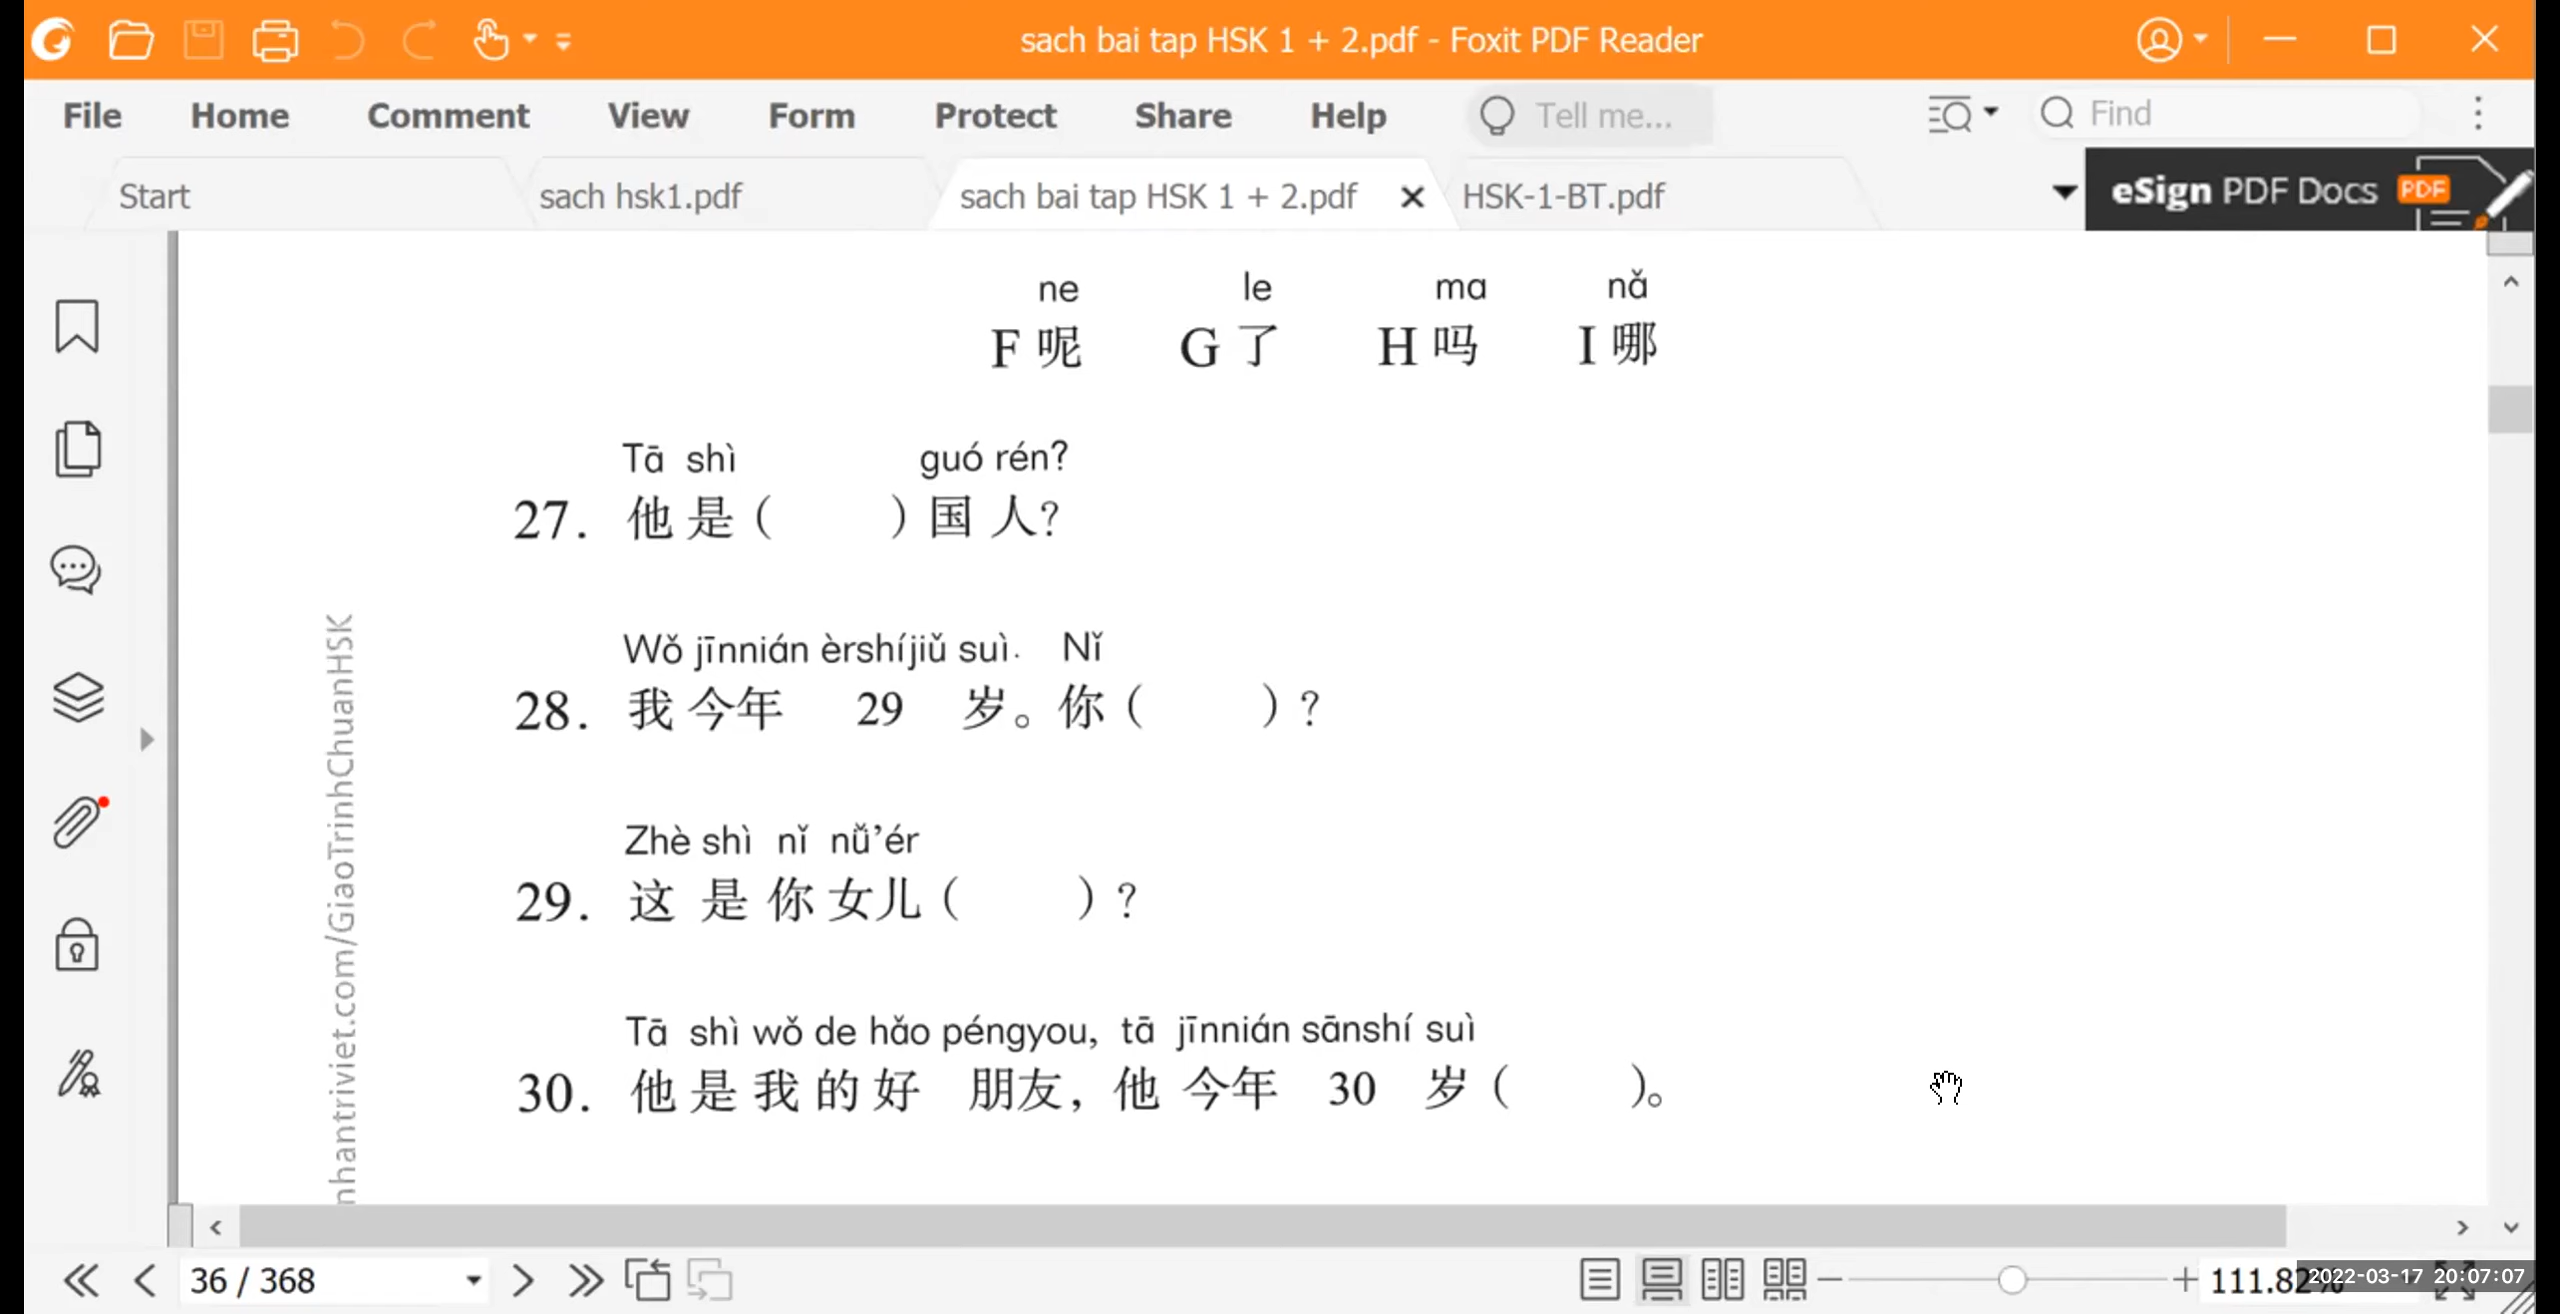 sach bai tap HSK 1 + 2.pdf - Foxit PDF Reader
File Home Comment View Form Protect Share Help Tell me... Find
Start sach hsk1.pdf sach bai tap HSK 1 + 2.pdf HSK-1-BT.pdf eSign PDF Docs PDF
ne le ma nǎ
F 呢 G 了 H 吗 I 哪
Tā shì guó rén?
27. 他 是 ( ) 国 人?
Wǒ jīnnián èrshíjiǔ suì. Nǐ
28. 我 今年 29 岁。你 ( ) ?
Zhè shì nǐ nǚ’ér
29. 这 是 你 女儿 ( ) ?
Tā shì wǒ de hǎo péngyou, tā jīnnián sānshí suì
30. 他 是 我 的 好 朋友, 他 今年 30 岁 ( )。
nhantriviet.com/GiaoTrinhChuanHSK
36 / 368
111.82%
2022-03-17 20:07:07